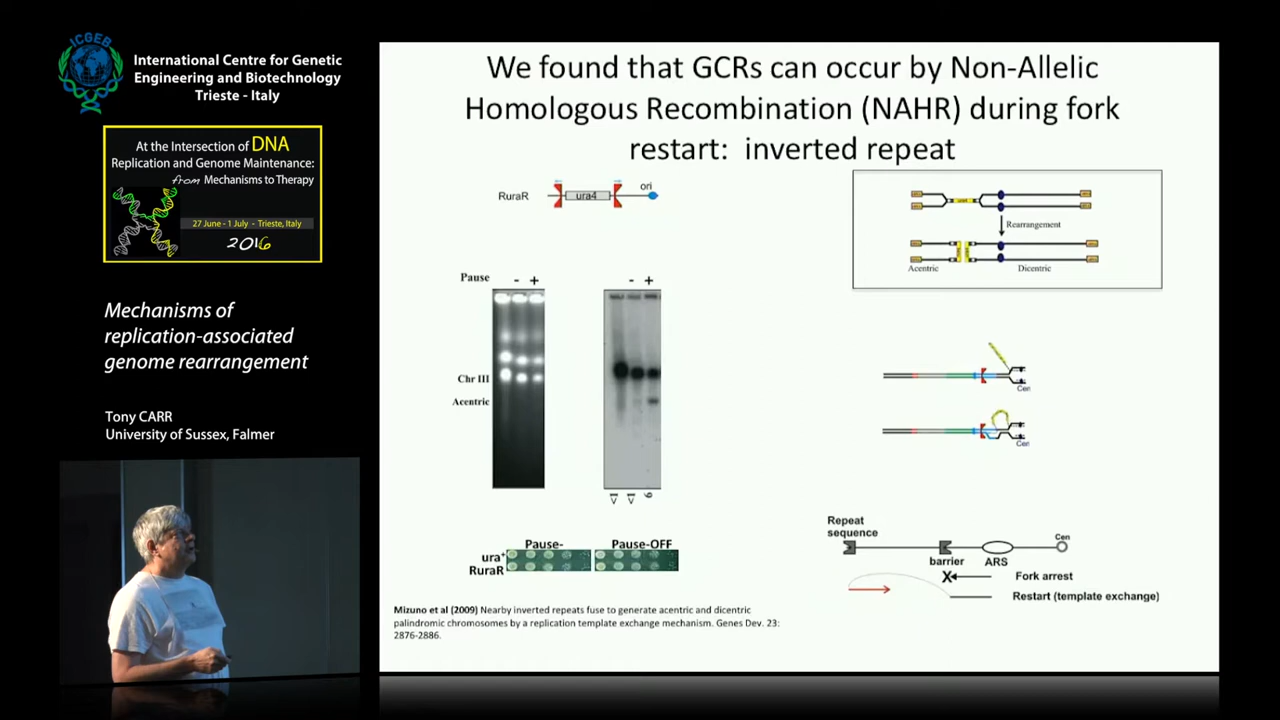 ICGEB
International Centre for Genetic
Engineering and Biotechnology
Trieste - Italy
At the Intersection of DNA
Replication and Genome Maintenance:
from Mechanisms to Therapy
27 June - 1 July - Trieste, Italy
2016
Mechanisms of
replication-associated
genome rearrangement
Tony CARR
University of Sussex, Falmer
We found that GCRs can occur by Non-Allelic
Homologous Recombination (NAHR) during fork
restart: inverted repeat
RuraR
ura4
ori
Pause
- +
- +
Chr III
Acentric
<1
<1
9
Rearrangement
Acentric
Dicentric
Cen
Cen
Pause-
Pause-OFF
ura+
RuraR
Repeat
sequence
Cen
barrier
ARS
X
Fork arrest
Restart (template exchange)
Mizuno et al (2009) Nearby inverted repeats fuse to generate acentric and dicentric
palindromic chromosomes by a replication template exchange mechanism. Genes Dev. 23:
2876-2886.